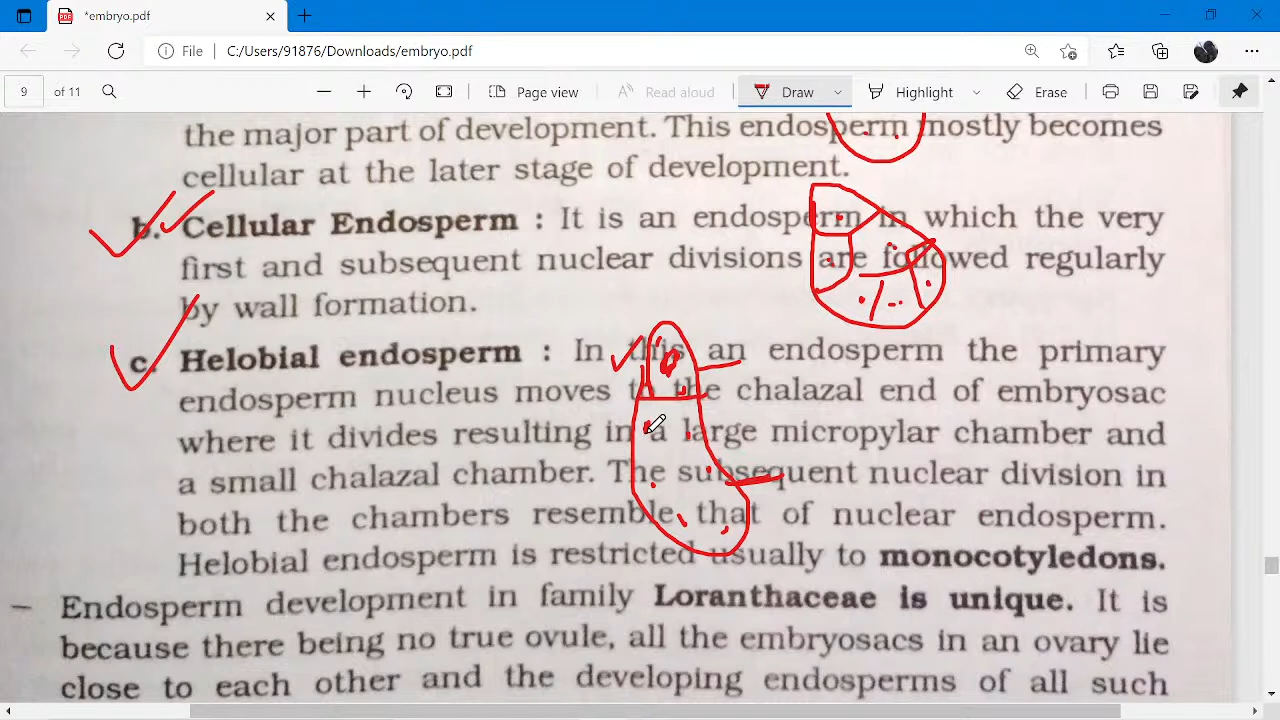 *embryo.pdf
File
C:/Users/91876/Downloads/embryo.pdf
9 of 11
Page view
Read aloud
Draw
Highlight
Erase
the major part of development. This endosperm mostly becomes
cellular at the later stage of development.
b. Cellular Endosperm : It is an endosperm in which the very
first and subsequent nuclear divisions are followed regularly
by wall formation.
c. Helobial endosperm : In this an endosperm the primary
endosperm nucleus moves to the chalazal end of embryosac
where it divides resulting in a large micropylar chamber and
a small chalazal chamber. The subsequent nuclear division in
both the chambers resemble that of nuclear endosperm.
Helobial endosperm is restricted usually to monocotyledons.
– Endosperm development in family Loranthaceae is unique. It is
because there being no true ovule, all the embryosacs in an ovary lie
close to each other and the developing endosperms of all such